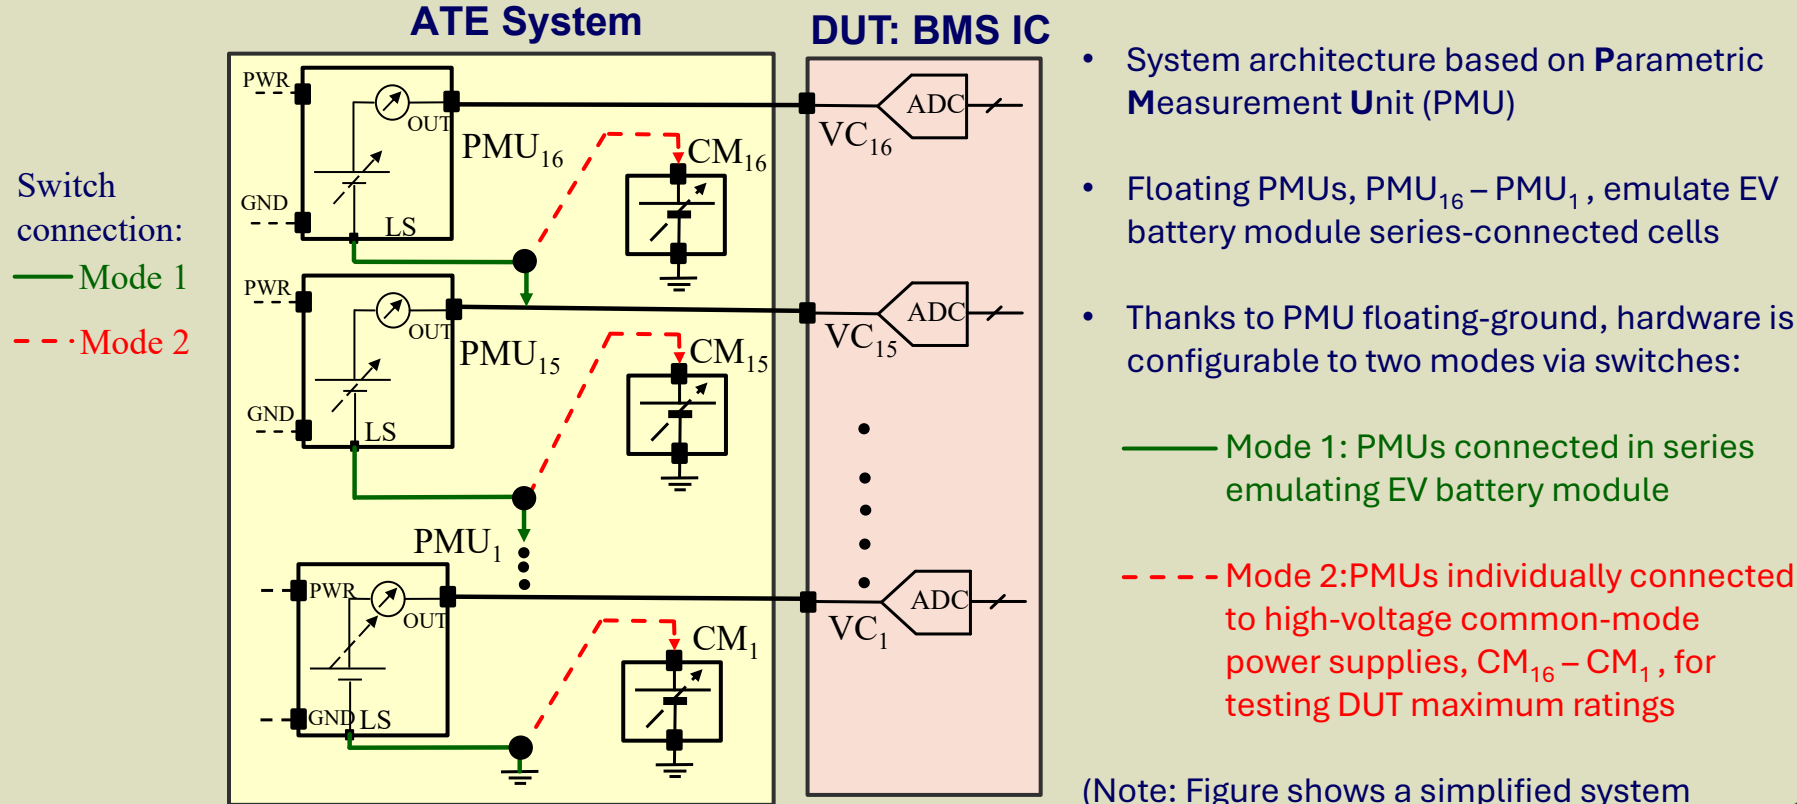 ATE System
DUT: BMS IC
Switch
connection:
Mode 1
Mode 2
PWR
GND
OUT
LS
PMU16
CM16
VC16
ADC
PWR
GND
OUT
LS
PMU15
CM15
VC15
ADC
PMU1
PWR
GND
OUT
LS
CM1
VC1
ADC
• System architecture based on Parametric
Measurement Unit (PMU)
• Floating PMUs, PMU16 – PMU1 , emulate EV
battery module series-connected cells
• Thanks to PMU floating-ground, hardware is
configurable to two modes via switches:
Mode 1: PMUs connected in series
emulating EV battery module
Mode 2:PMUs individually connected
to high-voltage common-mode
power supplies, CM16 – CM1 , for
testing DUT maximum ratings
(Note: Figure shows a simplified system